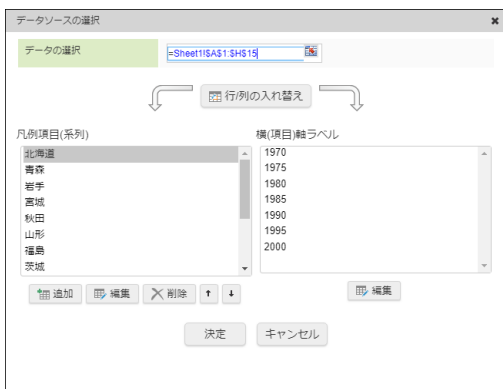 データソースの選択
データの選択
=Sheet1!$A$1:$H$15
行/列の入れ替え
凡例項目(系列)
横(項目)軸ラベル
北海道
青森
岩手
宮城
秋田
山形
福島
茨城
1970
1975
1980
1985
1990
1995
2000
追加
編集
削除
編集
決定
キャンセル